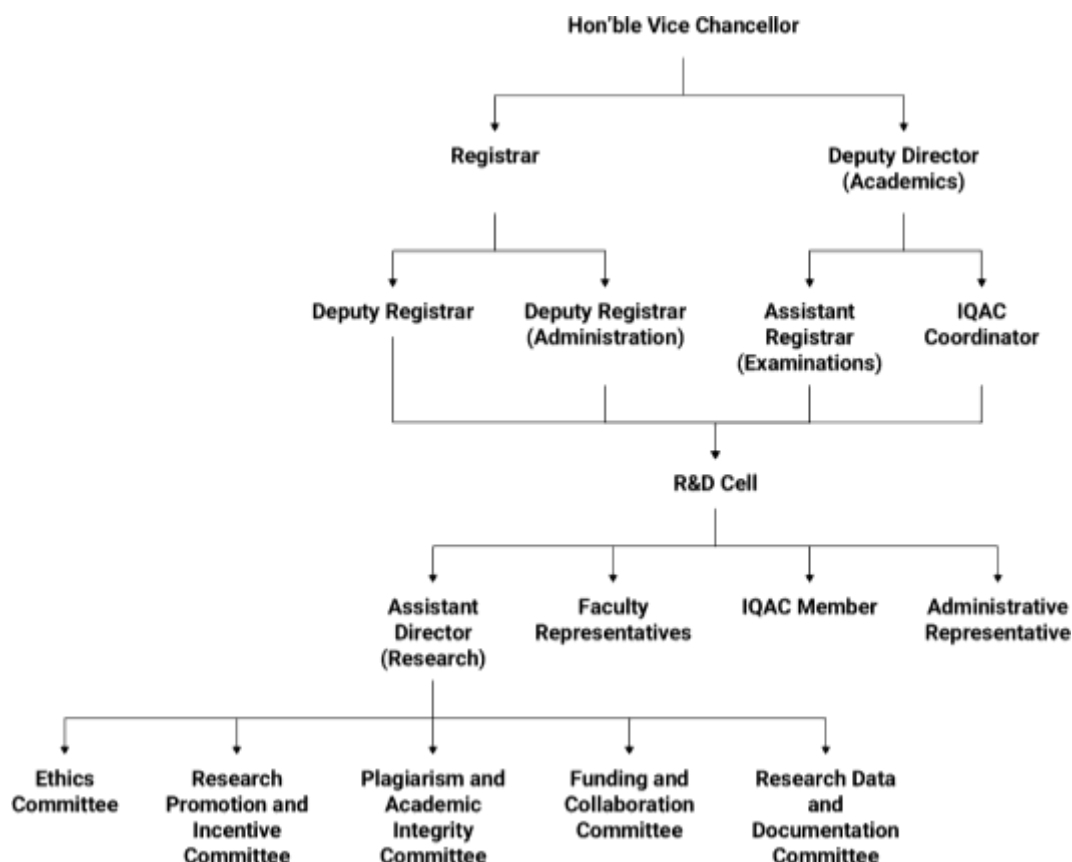 Hon'ble Vice Chancellor
Registrar
Deputy Director
(Academics)
Deputy Registrar
Deputy Registrar
(Administration)
Assistant
Registrar
(Examinations)
IQAC
Coordinator
R&D Cell
Assistant
Director
(Research)
Faculty
Representatives
IQAC Member
Administrative
Representative
Ethics
Committee
Research
Promotion and
Incentive
Committee
Plagiarism and
Academic
Integrity
Committee
Funding and
Collaboration
Committee
Research Data
and
Documentation
Committee